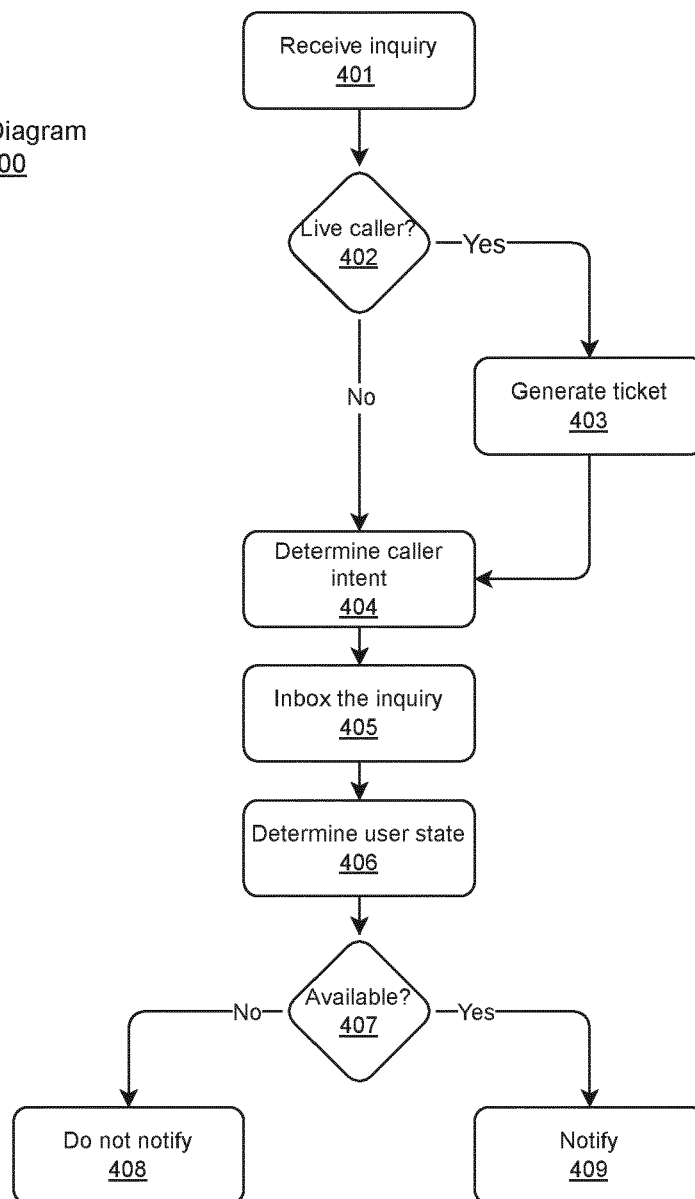 Receive inquiry
401
Diagram
00
Live caller?
402
Yes
No
Generate ticket
403
Determine caller
intent
404
Inbox the inquiry
405
Determine user state
406
Available?
407
No
Yes
Do not notify
408
Notify
409